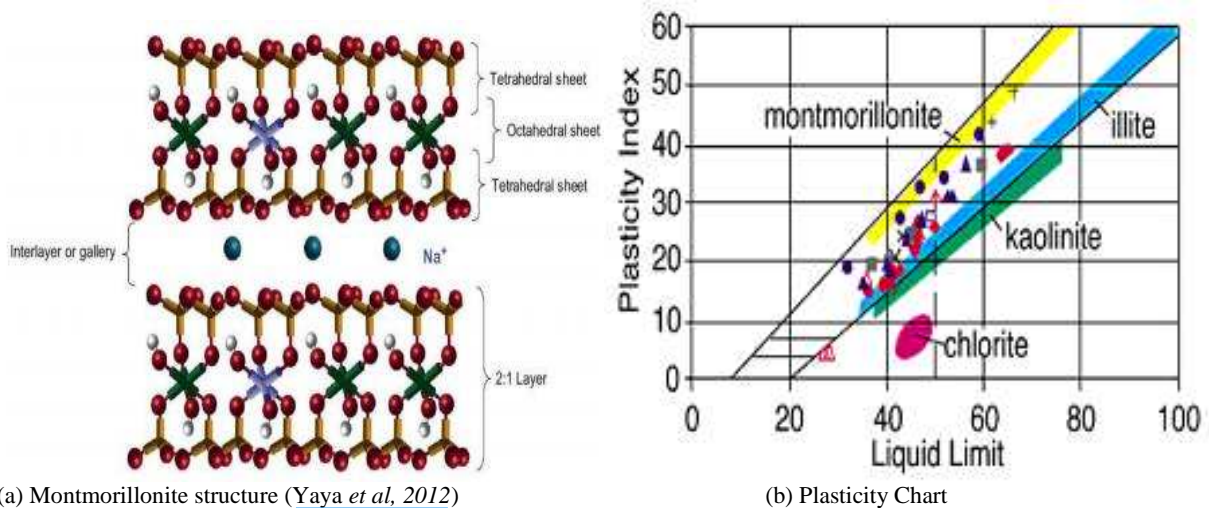 Tetrahedral sheet
Octahedral sheet
Tetrahedral sheet
Interlayer or gallery
Na⁺
2:1 Layer
(a) Montmorillonite structure (Yaya et al, 2012)
Plasticity Index
60
50
40
30
20
10
0
montmorillonite
illite
kaolinite
chlorite
0 20 40 60 80 100
Liquid Limit
(b) Plasticity Chart